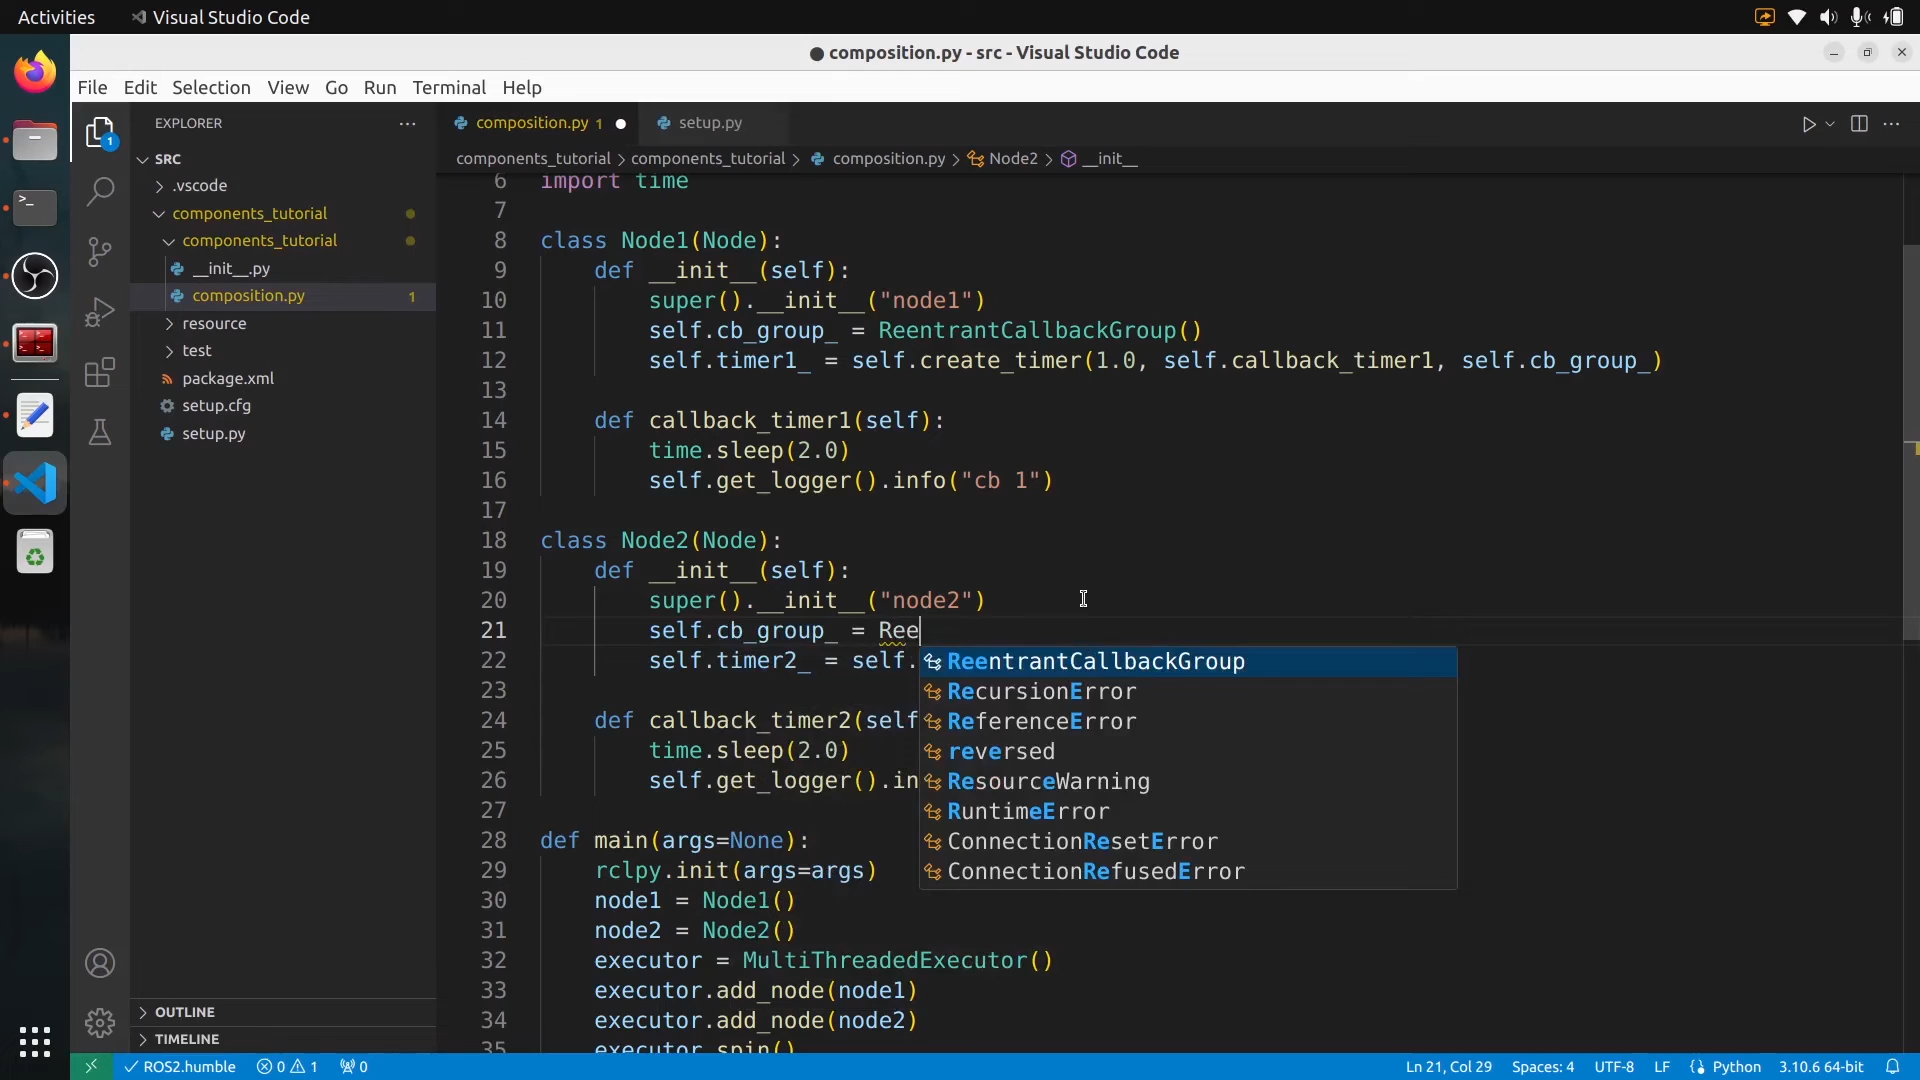 Activities
Visual Studio Code
composition.py - src - Visual Studio Code
File Edit Selection View Go Run Terminal Help
EXPLORER
composition.py 1
setup.py
components_tutorial > components_tutorial > composition.py > Node2 > __init__
1
SRC
.vscode
components_tutorial
components_tutorial
__init__.py
composition.py 1
resource
test
package.xml
setup.cfg
setup.py
OUTLINE
TIMELINE
6 import time
7
8 class Node1(Node):
9 def __init__(self):
10 super().__init__("node1")
11 self.cb_group_ = ReentrantCallbackGroup()
12 self.timer1_ = self.create_timer(1.0, self.callback_timer1, self.cb_group_)
13
14 def callback_timer1(self):
15 time.sleep(2.0)
16 self.get_logger().info("cb 1")
17
18 class Node2(Node):
19 def __init__(self):
20 super().__init__("node2")
21 self.cb_group_ = Ree
22 self.timer2_ = self.
23
24 def callback_timer2(self
25 time.sleep(2.0)
26 self.get_logger().in
27
28 def main(args=None):
29 rclpy.init(args=args)
30 node1 = Node1()
31 node2 = Node2()
32 executor = MultiThreadedExecutor()
33 executor.add_node(node1)
34 executor.add_node(node2)
35 executor.spin()
ReentrantCallbackGroup
RecursionError
ReferenceError
reversed
ResourceWarning
RuntimeError
ConnectionResetError
ConnectionRefusedError
ROS2.humble 0 1 0 Ln 21, Col 29 Spaces: 4 UTF-8 LF Python 3.10.6 64-bit